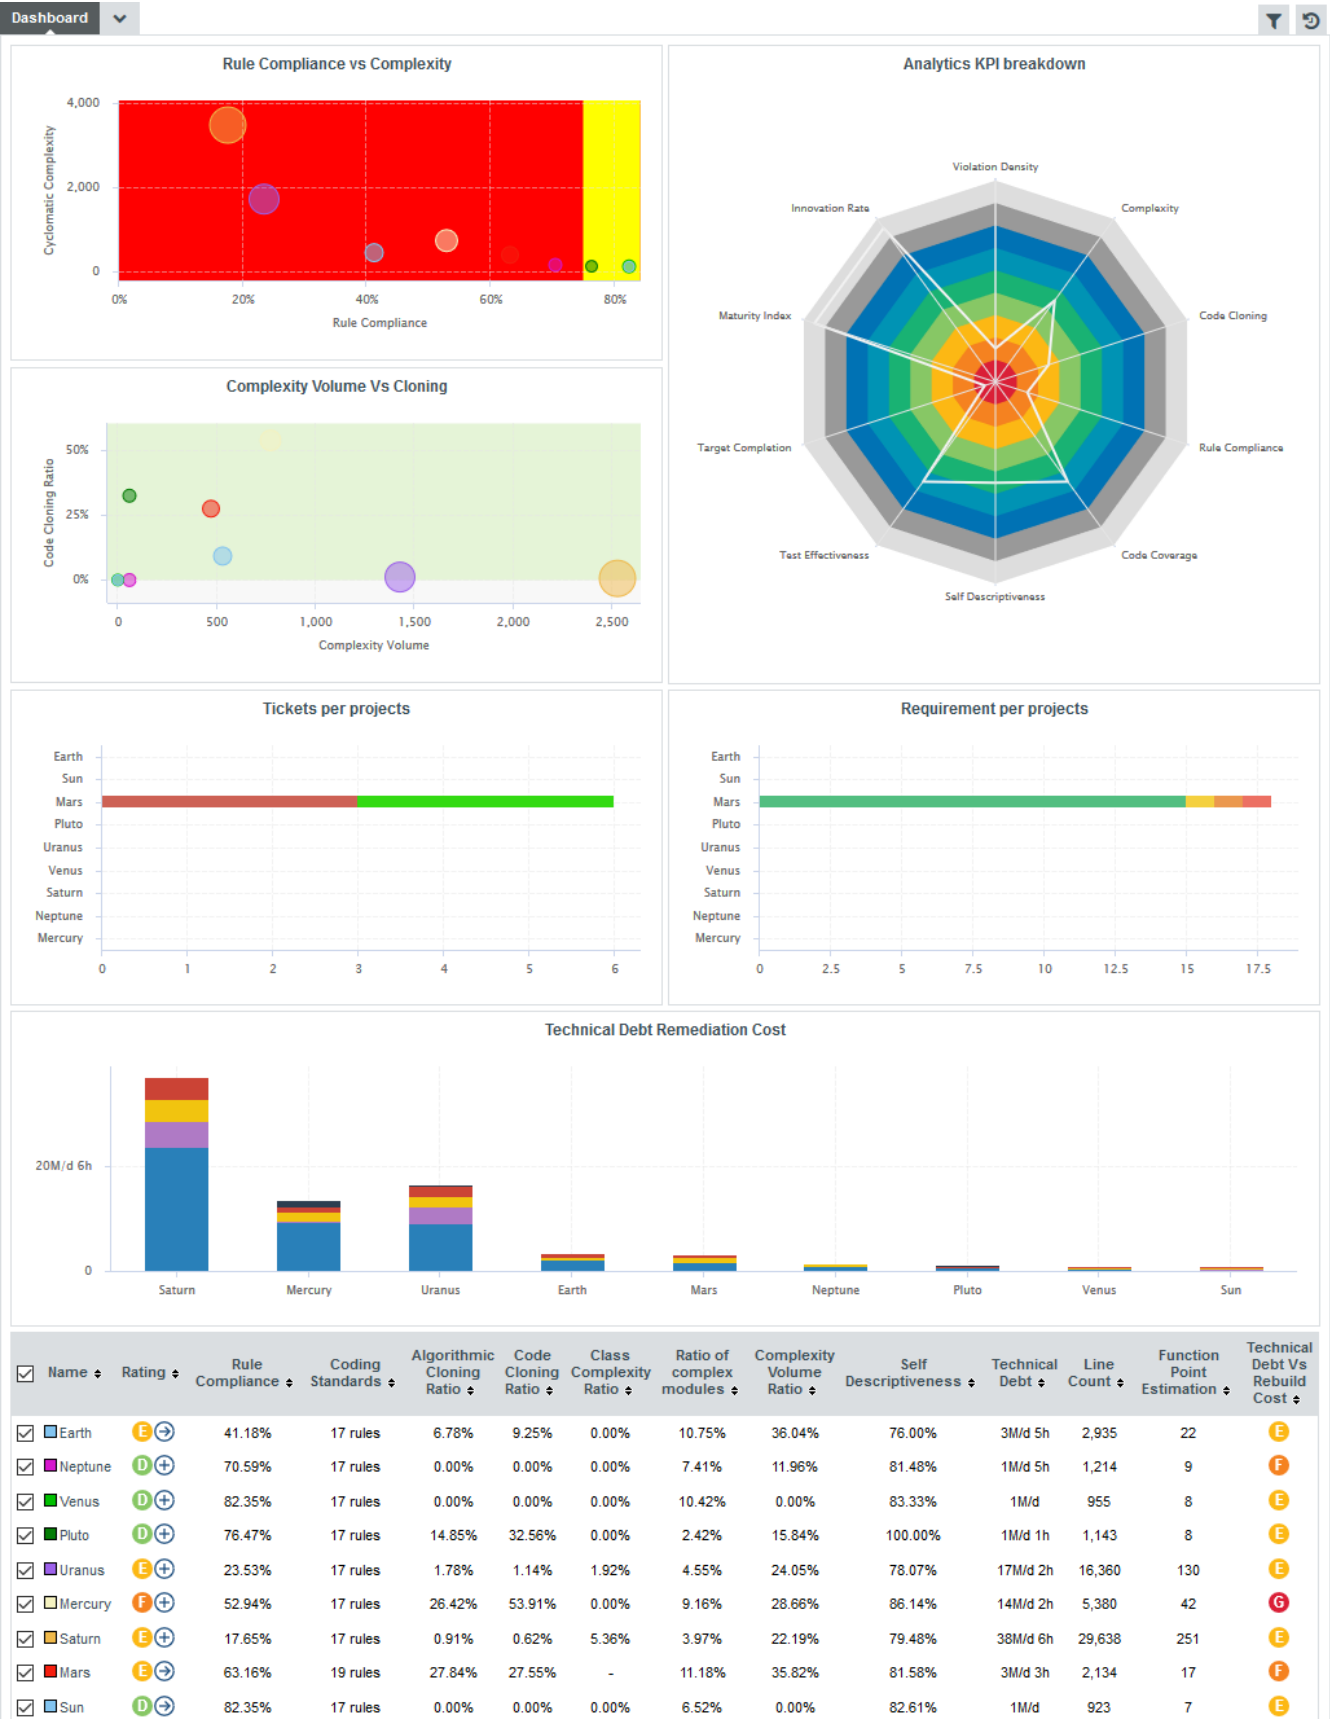 Dashboard
Rule Compliance vs Complexity
Cyclomatic Complexity
4,000
2,000
0
0% 20% 40% 60% 80%
Rule Compliance
Analytics KPI breakdown
Violation Density
Innovation Rate
Complexity
Maturity Index
Code Cloning
Target Completion
Rule Compliance
Test Effectiveness
Code Coverage
Self Descriptiveness
Complexity Volume Vs Cloning
Code Cloning Ratio
50%
25%
0%
0 500 1,000 1,500 2,000 2,500
Complexity Volume
Tickets per projects
Earth
Sun
Mars
Pluto
Uranus
Venus
Saturn
Neptune
Mercury
0 1 2 3 4 5 6
Requirement per projects
Earth
Sun
Mars
Pluto
Uranus
Venus
Saturn
Neptune
Mercury
0 2.5 5 7.5 10 12.5 15 17.5
Technical Debt Remediation Cost
20M/d 6h
0
Saturn Mercury Uranus Earth Mars Neptune Pluto Venus Sun
Name Rating Rule Compliance Coding Standards Algorithmic Cloning Ratio Code Cloning Ratio Class Complexity Ratio Ratio of complex modules Complexity Volume Ratio Self Descriptiveness Technical Debt Line Count Function Point Estimation Technical Debt Vs Rebuild Cost
Earth E 41.18% 17 rules 6.78% 9.25% 0.00% 10.75% 36.04% 76.00% 3M/d 5h 2,935 22 E
Neptune D 70.59% 17 rules 0.00% 0.00% 0.00% 7.41% 11.96% 81.48% 1M/d 5h 1,214 9 F
Venus D 82.35% 17 rules 0.00% 0.00% 0.00% 10.42% 0.00% 83.33% 1M/d 955 8 E
Pluto D 76.47% 17 rules 14.85% 32.56% 0.00% 2.42% 15.84% 100.00% 1M/d 1h 1,143 8 E
Uranus E 23.53% 17 rules 1.78% 1.14% 1.92% 4.55% 24.05% 78.07% 17M/d 2h 16,360 130 E
Mercury F 52.94% 17 rules 26.42% 53.91% 0.00% 9.16% 28.66% 86.14% 14M/d 2h 5,380 42 G
Saturn E 17.65% 17 rules 0.91% 0.62% 5.36% 3.97% 22.19% 79.48% 38M/d 6h 29,638 251 E
Mars E 63.16% 19 rules 27.84% 27.55% - 11.18% 35.82% 81.58% 3M/d 3h 2,134 17 F
Sun D 82.35% 17 rules 0.00% 0.00% 0.00% 6.52% 0.00% 82.61% 1M/d 923 7 E